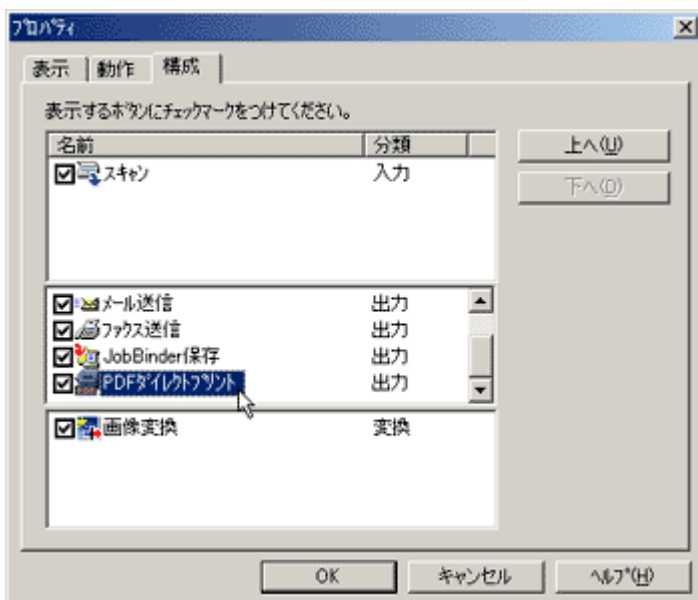 プロパティ
表示 動作 構成
表示するボタンにチェックマークをつけてください。
名前 分類
スキャン 入力
上へ(U)
下へ(D)
メール送信 出力
ファクス送信 出力
JobBinder保存 出力
PDFダイレクトプリント 出力
画像変換 変換
OK キャンセル ヘルプ(H)